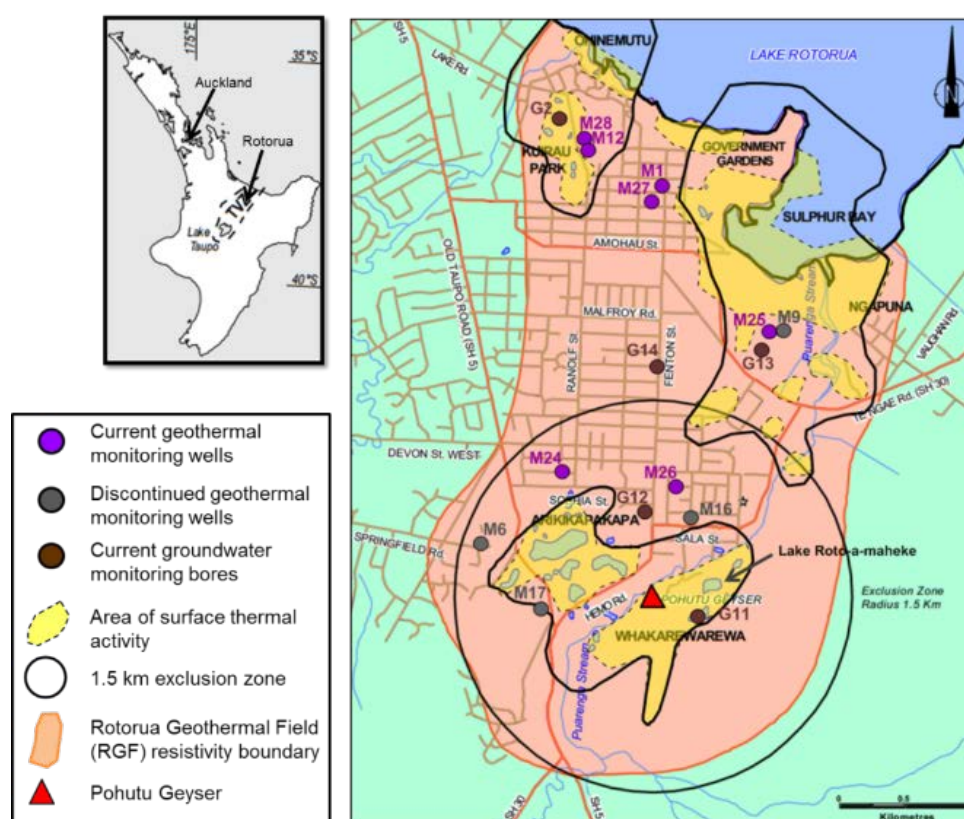 175°E
35°S
Auckland
Rotorua
TVZ
Lake
Taupo
40°S
Current geothermal
monitoring wells
Discontinued geothermal
monitoring wells
Current groundwater
monitoring bores
Area of surface thermal
activity
1.5 km exclusion zone
Rotorua Geothermal Field
(RGF) resistivity boundary
Pohutu Geyser
SH 5
LAKE Rd.
OHINEMUTU
LAKE ROTORUA
N
G2
M28
M12
KUIRAU
PARK
GOVERNMENT
GARDENS
M1
M27
SULPHUR BAY
AMOHAU St.
OLD TAUPO ROAD (SH 5)
Puarenga Stream
NGAPUNA
MALFROY Rd.
M25
M9
G13
VAUGHAN Rd.
RANOLF St.
FENTON St.
G14
TE NGAE Rd. (SH 30)
DEVON St. WEST
M24
M26
SOPHIA St.
G12
M16
ARIKIKAPAKAPA
SPRINGFIELD Rd.
M6
SALA St.
Lake Roto-a-maheke
M17
HEMO Rd.
POHUTU GEYSER
G11
Exclusion Zone
Radius 1.5 Km
WHAKAREWAREWA
Puarenga Stream
SH 30
SH 5
0 0.5
Kilometres